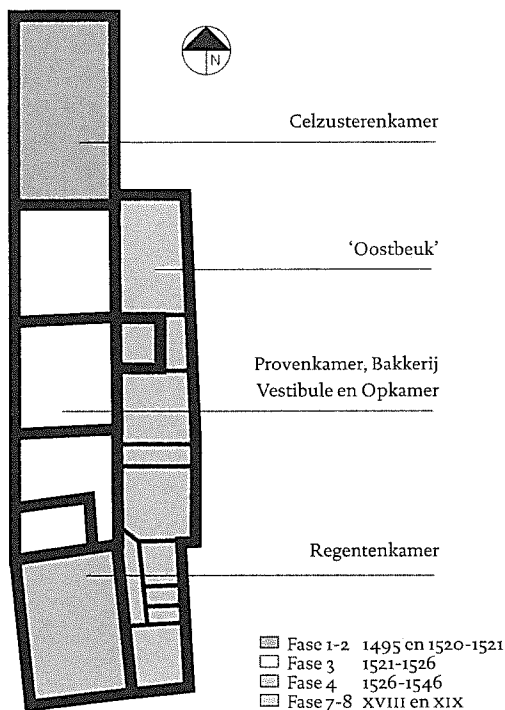 N
Celzusterenkamer
'Oostbeuk'
Provenkamer, Bakkerij
Vestibule en Opkamer
Regentenkamer
Fase 1-2 1495 en 1520-1521
Fase 3 1521-1526
Fase 4 1526-1546
Fase 7-8 XVIII en XIX